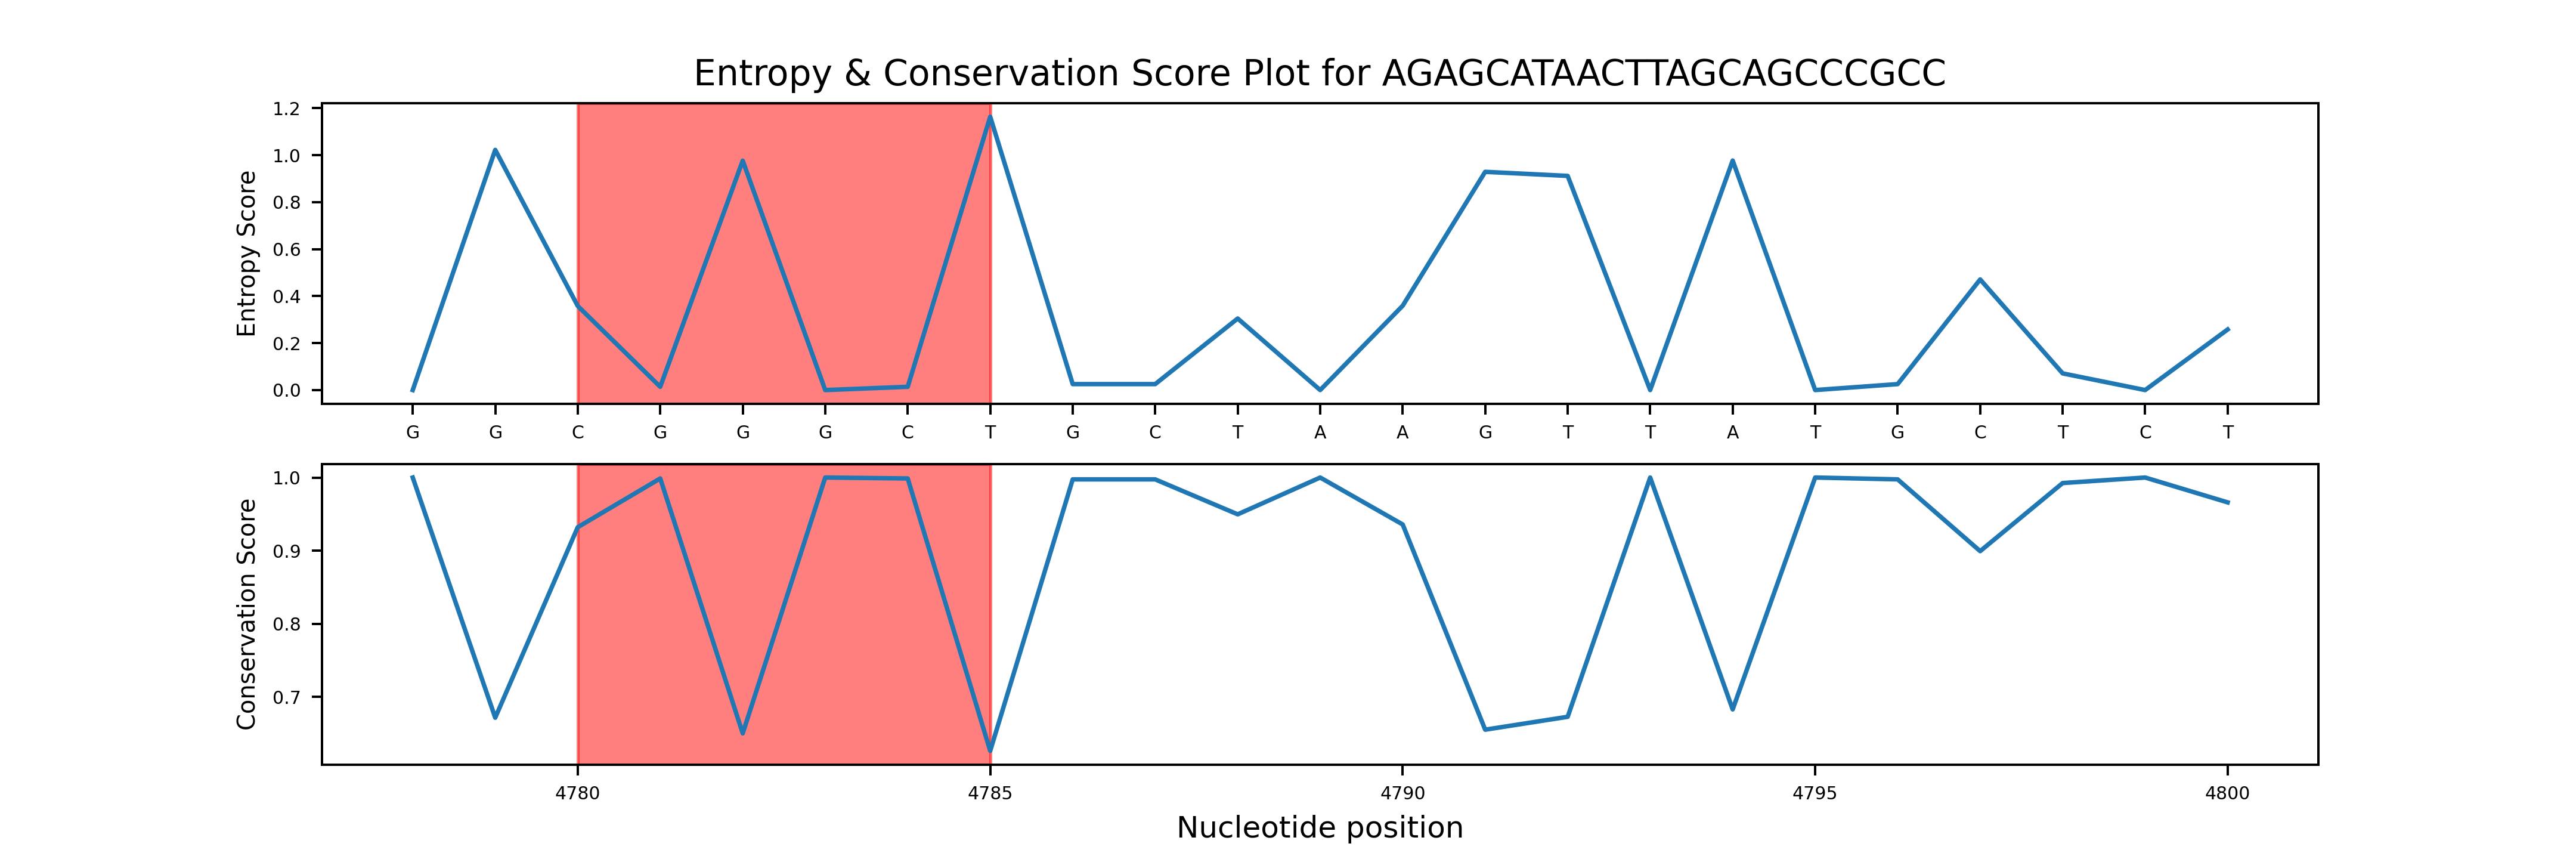 Entropy & Conservation Score Plot for AGAGCATAACTTAGCAGCCCGCC
Entropy Score
1.2
1.0
0.8
0.6
0.4
0.2
0.0
G G C G G G C T G C T A A G T T A T G C T C T
Conservation Score
1.0
0.9
0.8
0.7
4780 4785 4790 4795 4800
Nucleotide position